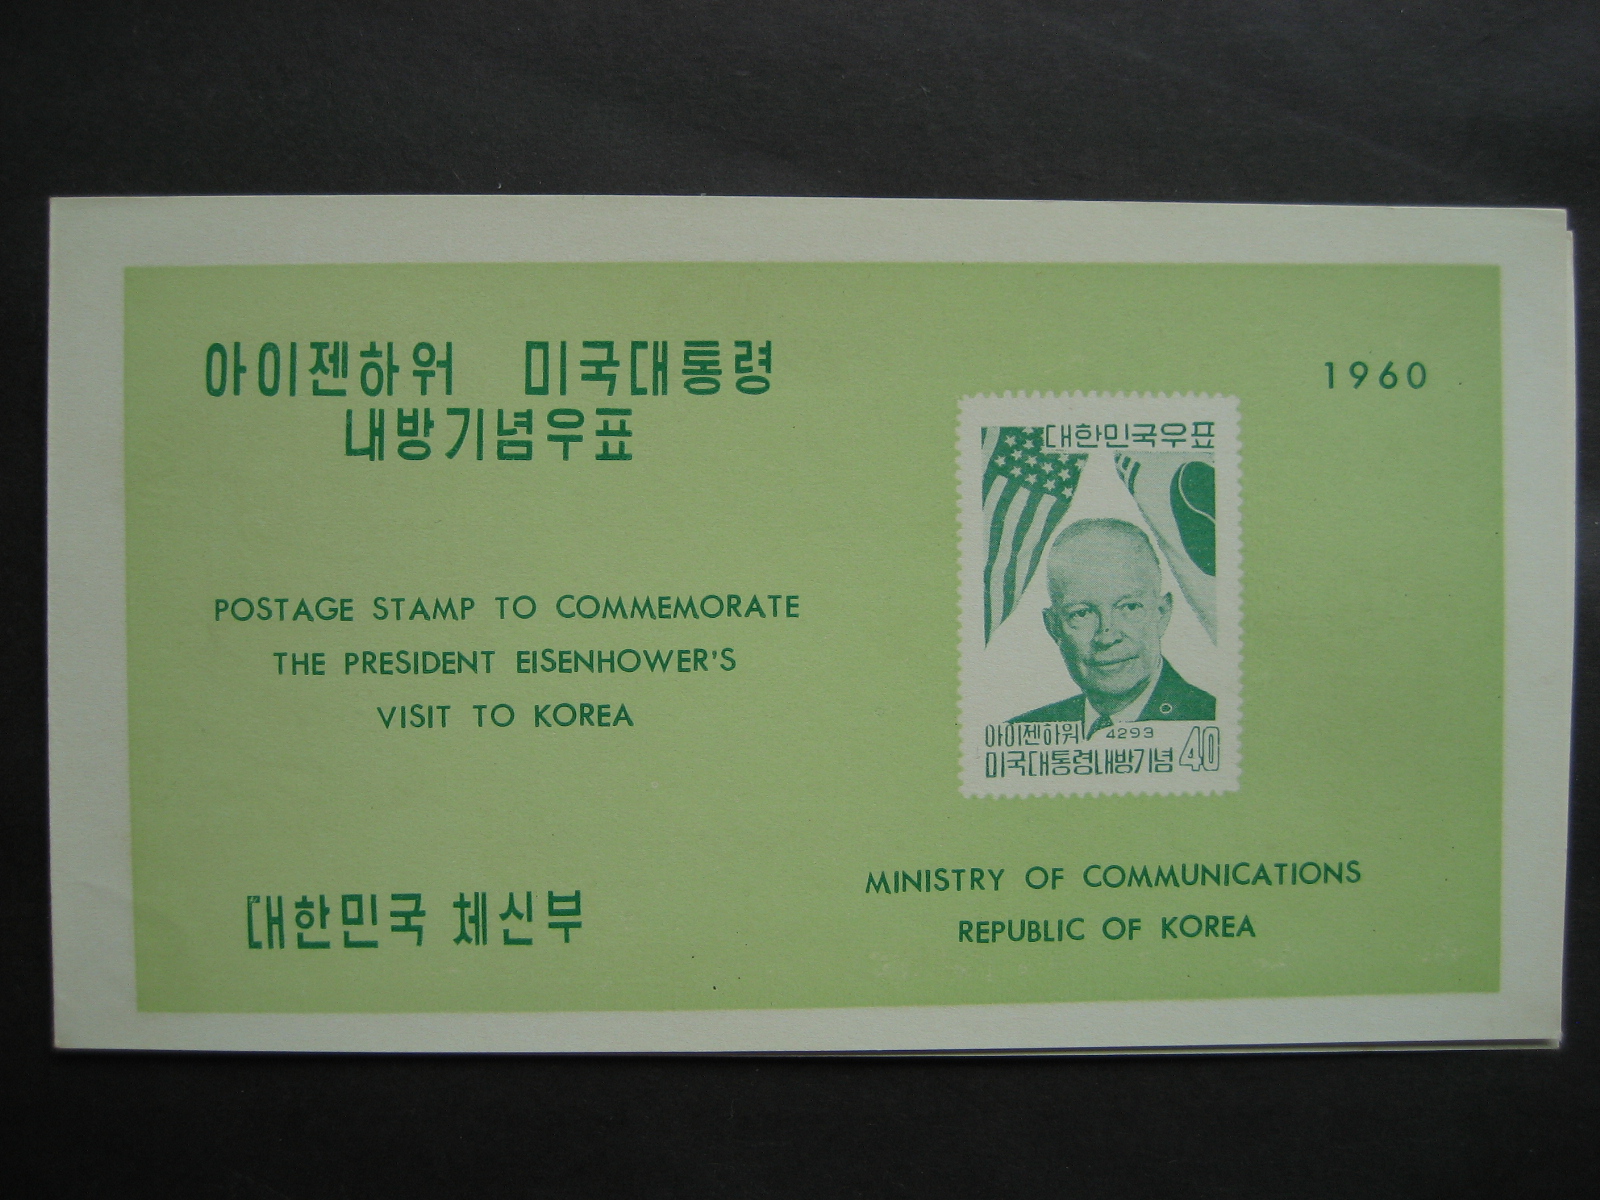 아이젠하워 미국대통령
내방기념우표
1960
대한민국우표
아이젠하워 4293
미국대통령내방기념 40
POSTAGE STAMP TO COMMEMORATE
THE PRESIDENT EISENHOWER'S
VISIT TO KOREA
대한민국 체신부
MINISTRY OF COMMUNICATIONS
REPUBLIC OF KOREA